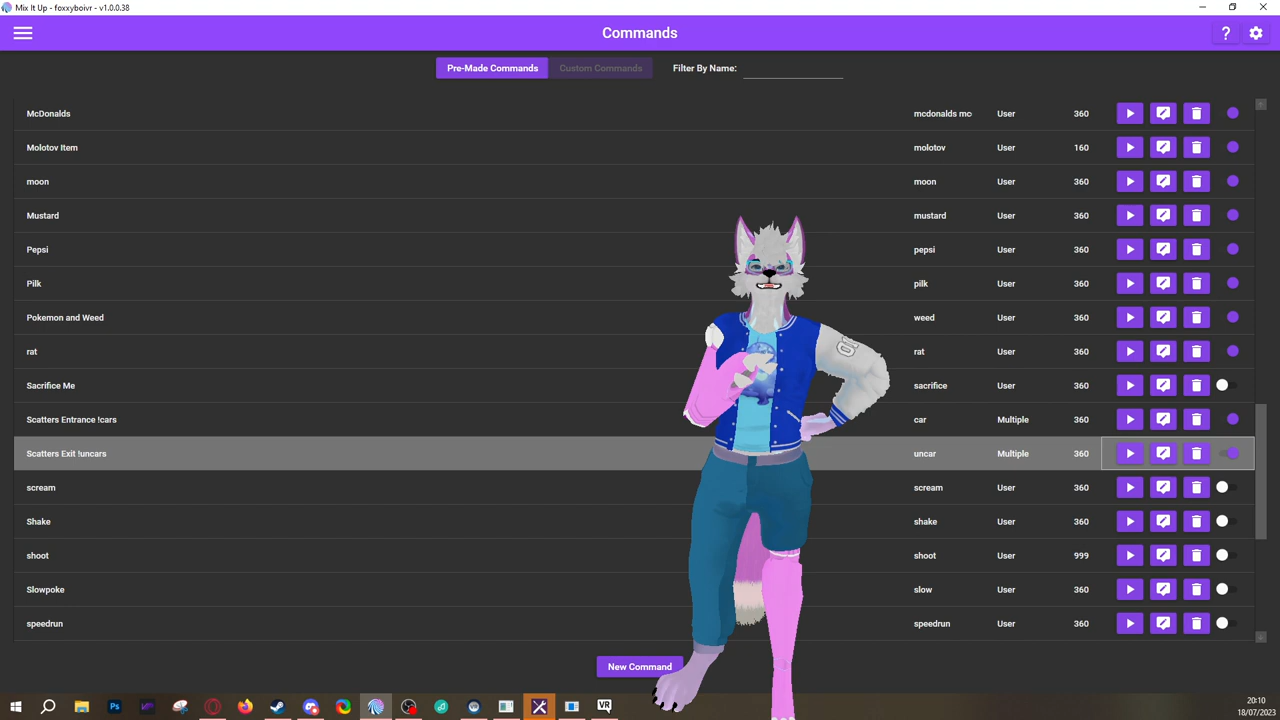 Mix It Up - foxxyboivr - v1.0.0.38
Commands
Pre-Made Commands Custom Commands Filter By Name:
McDonalds mcdonalds mc User 360
Molotov Item molotov User 160
moon moon User 360
Mustard mustard User 360
Pepsi pepsi User 360
Pilk pilk User 360
Pokemon and Weed weed User 360
rat rat User 360
Sacrifice Me sacrifice User 360
Scatters Entrance !cars car Multiple 360
Scatters Exit !uncars uncar Multiple 360
scream scream User 360
Shake shake User 360
shoot shoot User 999
Slowpoke slow User 360
speedrun speedrun User 360
New Command
20:10
18/07/2023